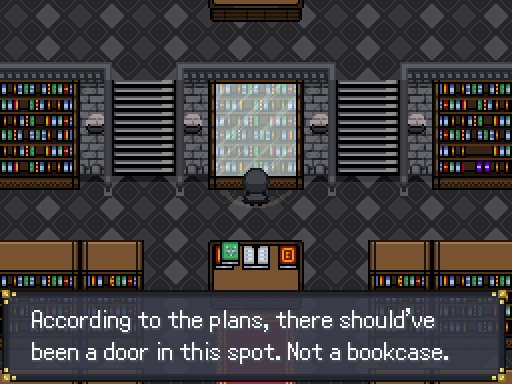 According to the plans, there should've
been a door in this spot. Not a bookcase.